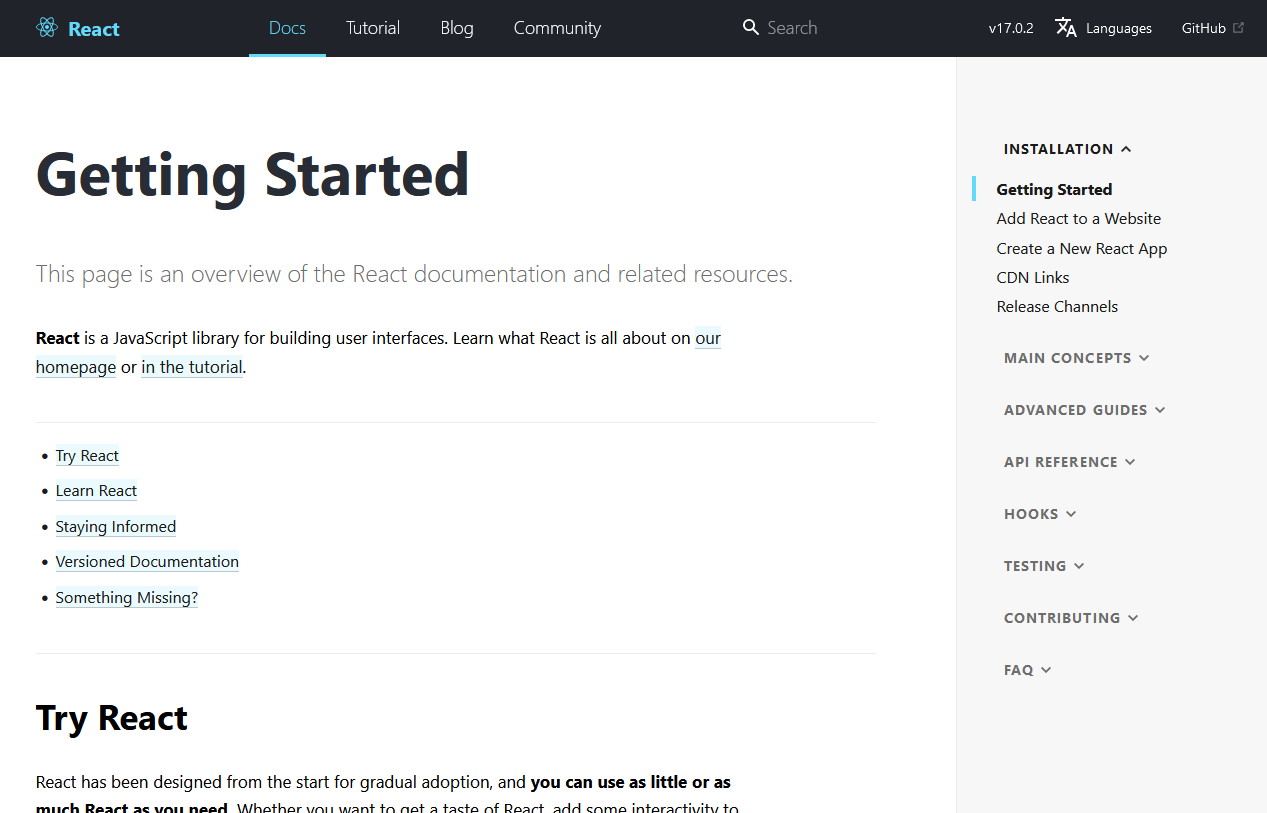 React
Docs
Tutorial
Blog
Community
Search
v17.0.2
Languages
GitHub
Getting Started
This page is an overview of the React documentation and related resources.
React is a JavaScript library for building user interfaces. Learn what React is all about on our
homepage or in the tutorial.
Try React
Learn React
Staying Informed
Versioned Documentation
Something Missing?
Try React
React has been designed from the start for gradual adoption, and you can use as little or as
much React as you need. Whether you want to get a taste of React, add some interactivity to
INSTALLATION
Getting Started
Add React to a Website
Create a New React App
CDN Links
Release Channels
MAIN CONCEPTS
ADVANCED GUIDES
API REFERENCE
HOOKS
TESTING
CONTRIBUTING
FAQ